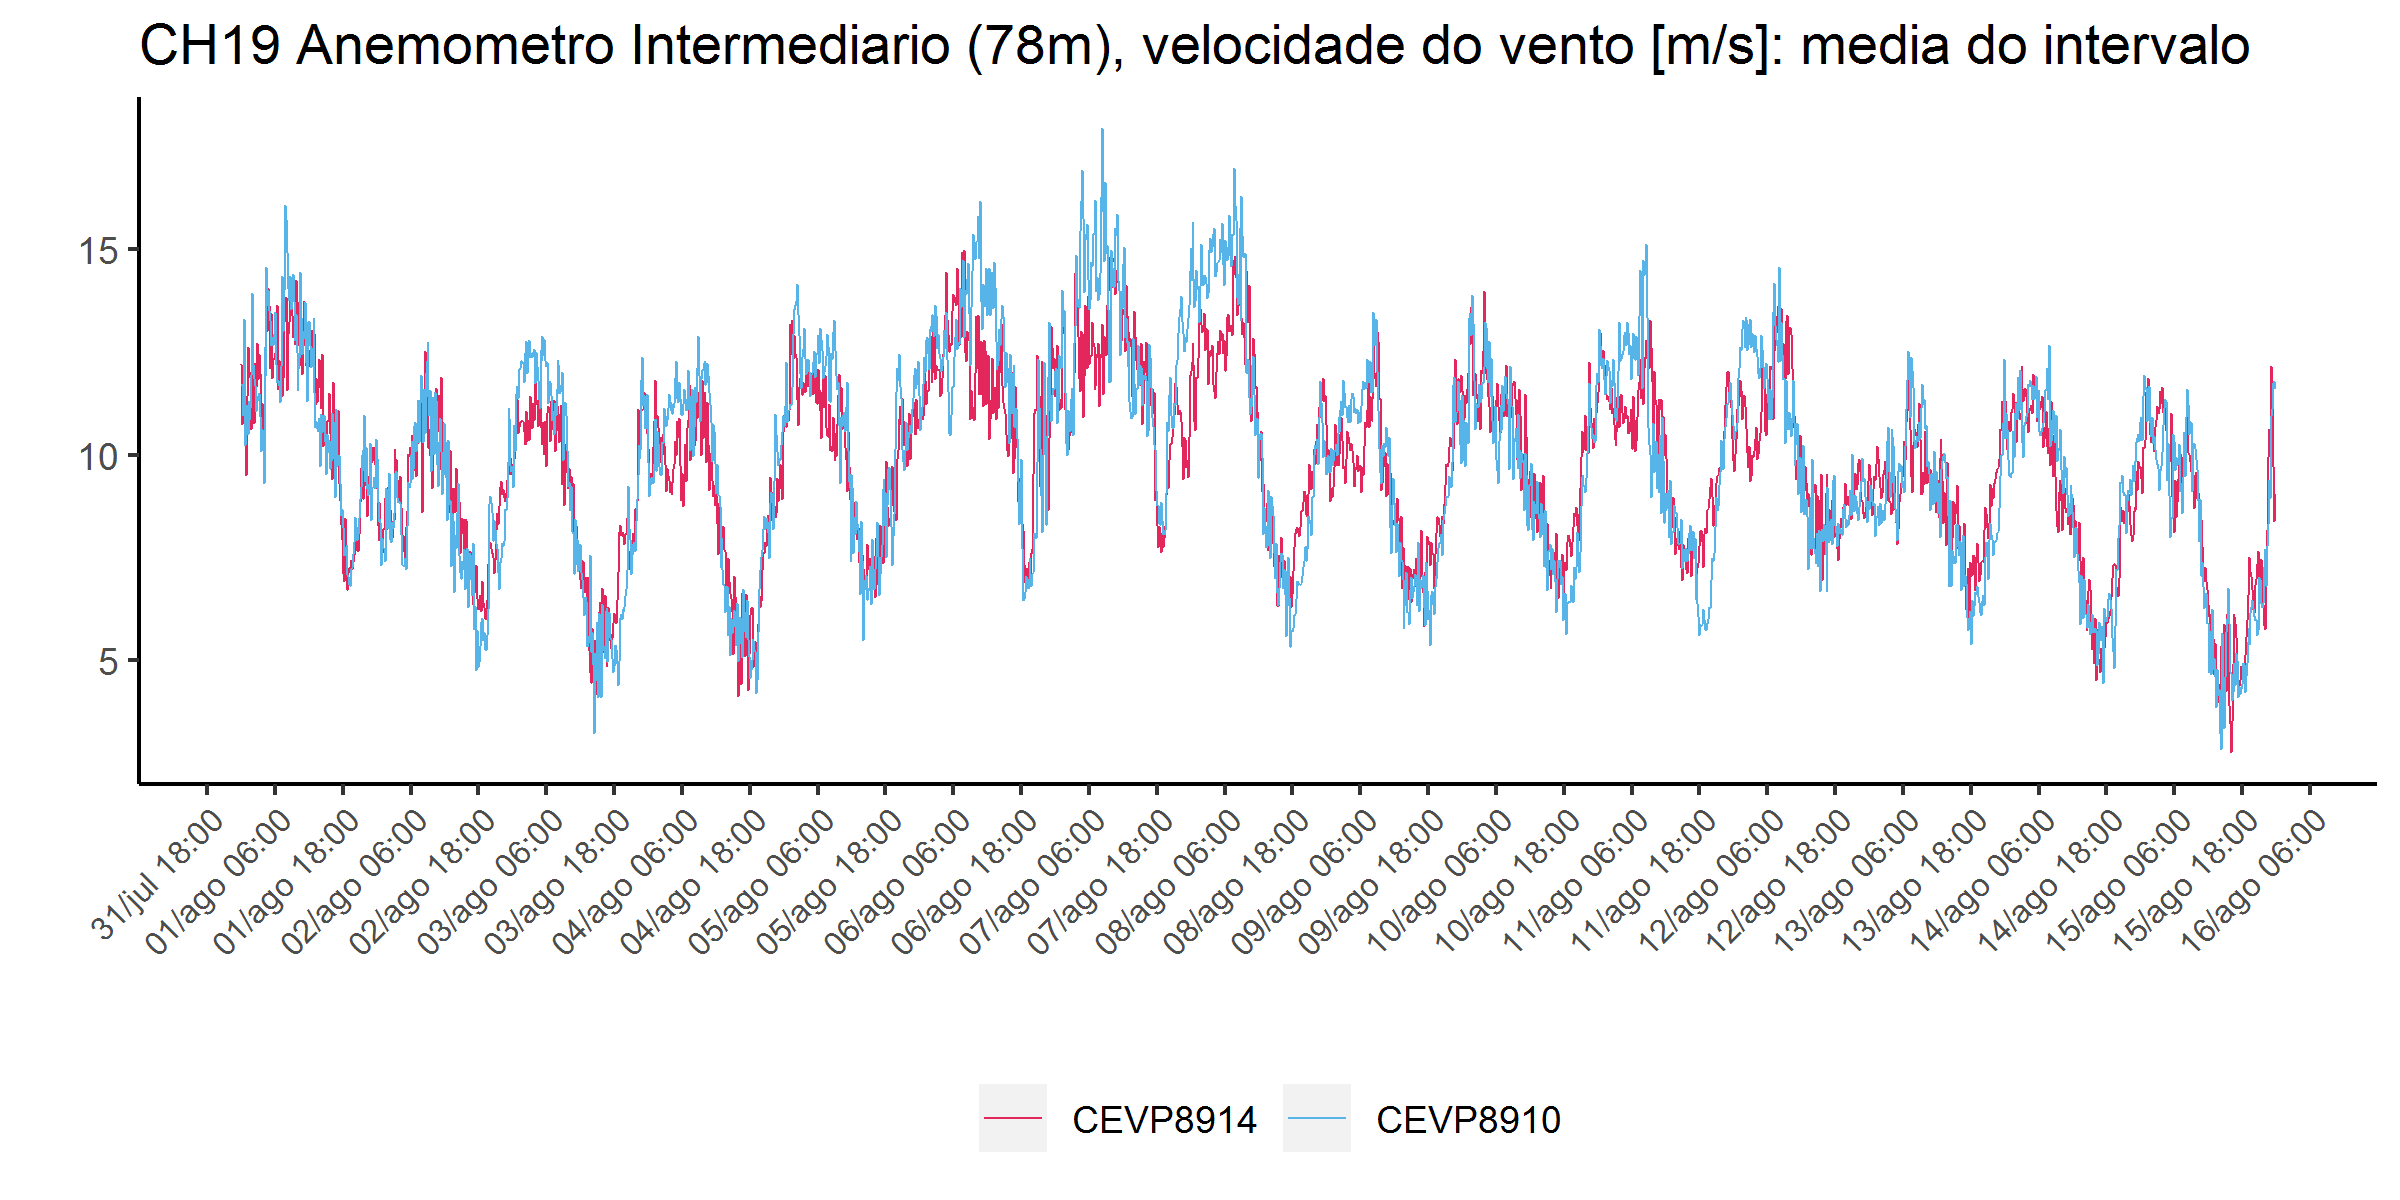 CH19 Anemometro Intermediario (78m), velocidade do vento [m/s]: media do intervalo
15
10
5
31/jul 18:00
01/ago 06:00
01/ago 18:00
02/ago 06:00
02/ago 18:00
03/ago 06:00
03/ago 18:00
04/ago 06:00
04/ago 18:00
05/ago 06:00
05/ago 18:00
06/ago 06:00
06/ago 18:00
07/ago 06:00
07/ago 18:00
08/ago 06:00
08/ago 18:00
09/ago 06:00
09/ago 18:00
10/ago 06:00
10/ago 18:00
11/ago 06:00
11/ago 18:00
12/ago 06:00
12/ago 18:00
13/ago 06:00
13/ago 18:00
14/ago 06:00
14/ago 18:00
15/ago 06:00
15/ago 18:00
16/ago 06:00
CEVP8914
CEVP8910